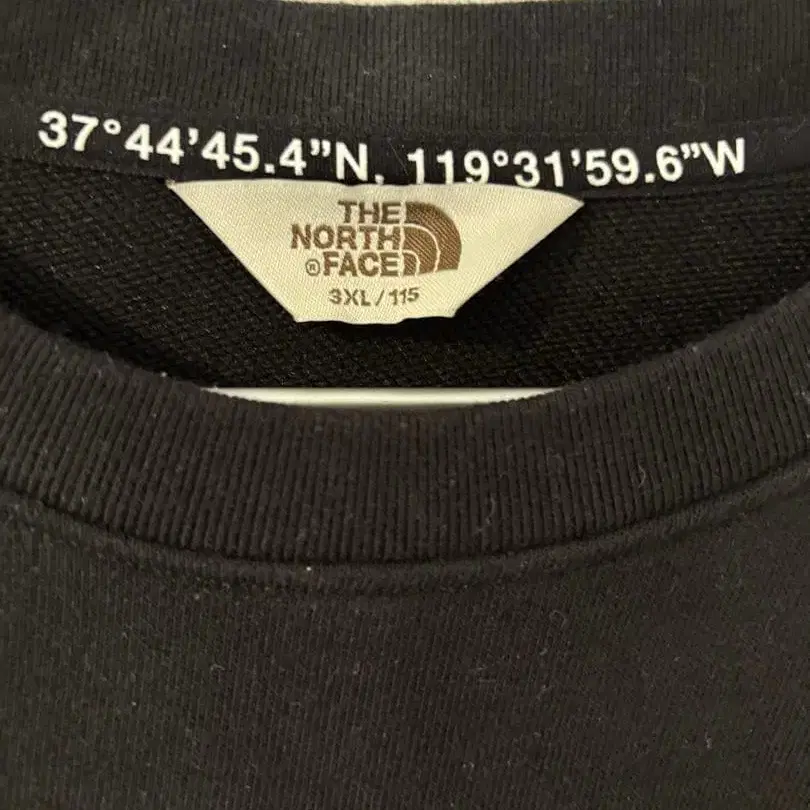 37°44’45.4”N, 119°31’59.6”W
THE
NORTH
®FACE
3XL/115